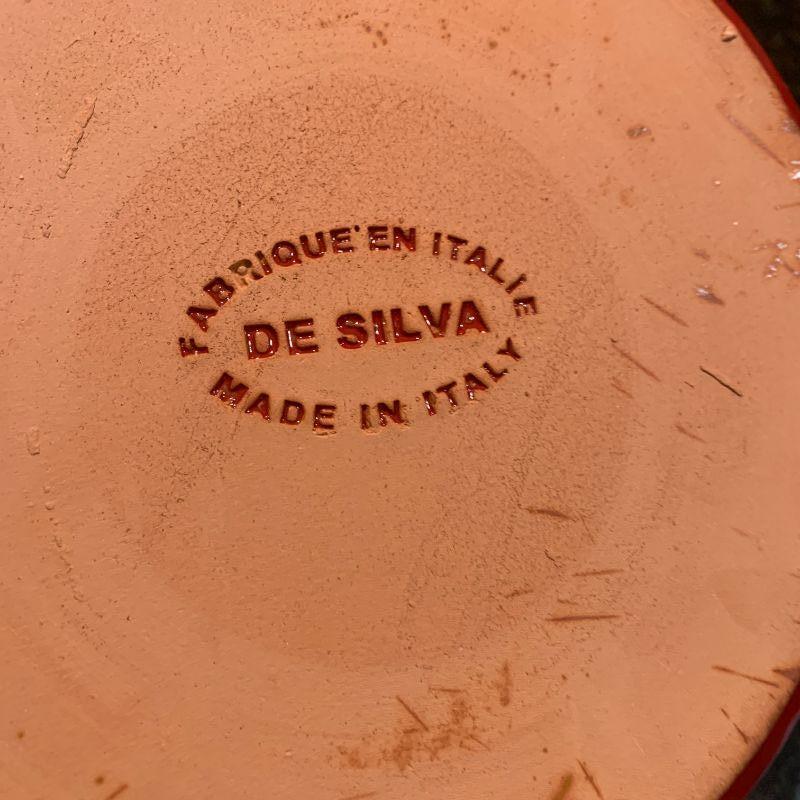 FABRIQUE' EN ITALIE
DE SILVA
MADE IN ITALY